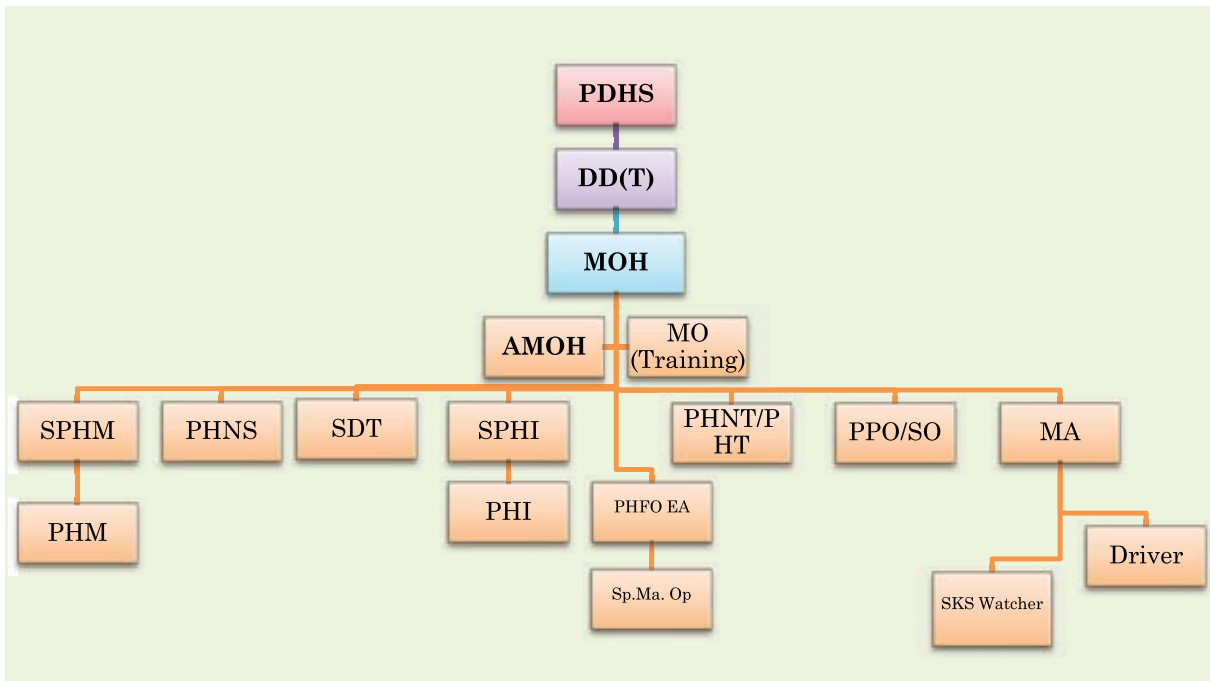 PDHS
DD(T)
MOH
AMOH
MO
(Training)
SPHM
PHNS
SDT
SPHI
PHNT/P
HT
PPO/SO
MA
PHM
PHI
PHFO EA
Driver
Sp.Ma. Op
SKS Watcher